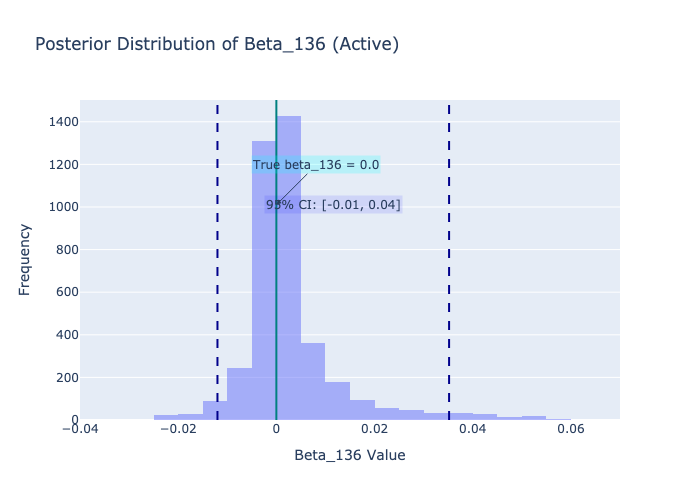 Posterior Distribution of Beta_136 (Active)
1400
1200
1000
800
600
400
200
0
True beta_136 = 0.0
95% CI: [-0.01, 0.04]
Frequency
−0.04
−0.02
0
0.02
0.04
0.06
Beta_136 Value